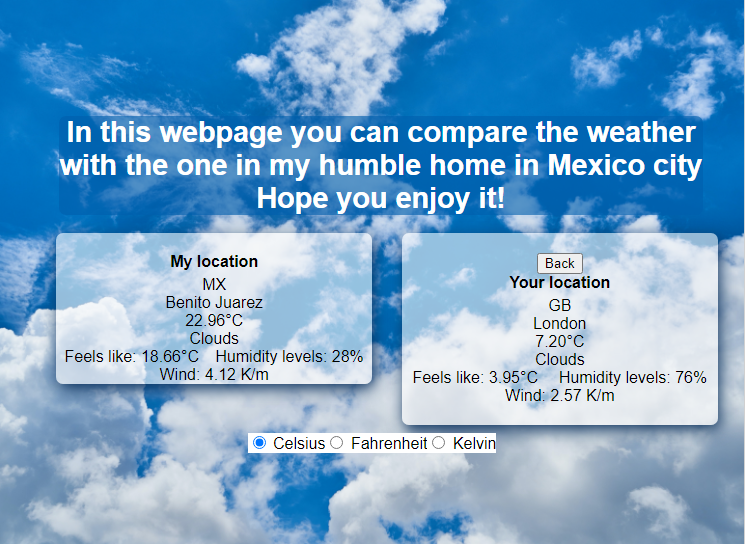 In this webpage you can compare the weather
with the one in my humble home in Mexico city
Hope you enjoy it!
My location
MX
Benito Juarez
22.96°C
Clouds
Feels like: 18.66°C Humidity levels: 28%
Wind: 4.12 K/m
Back
Your location
GB
London
7.20°C
Clouds
Feels like: 3.95°C Humidity levels: 76%
Wind: 2.57 K/m
Celsius Fahrenheit Kelvin